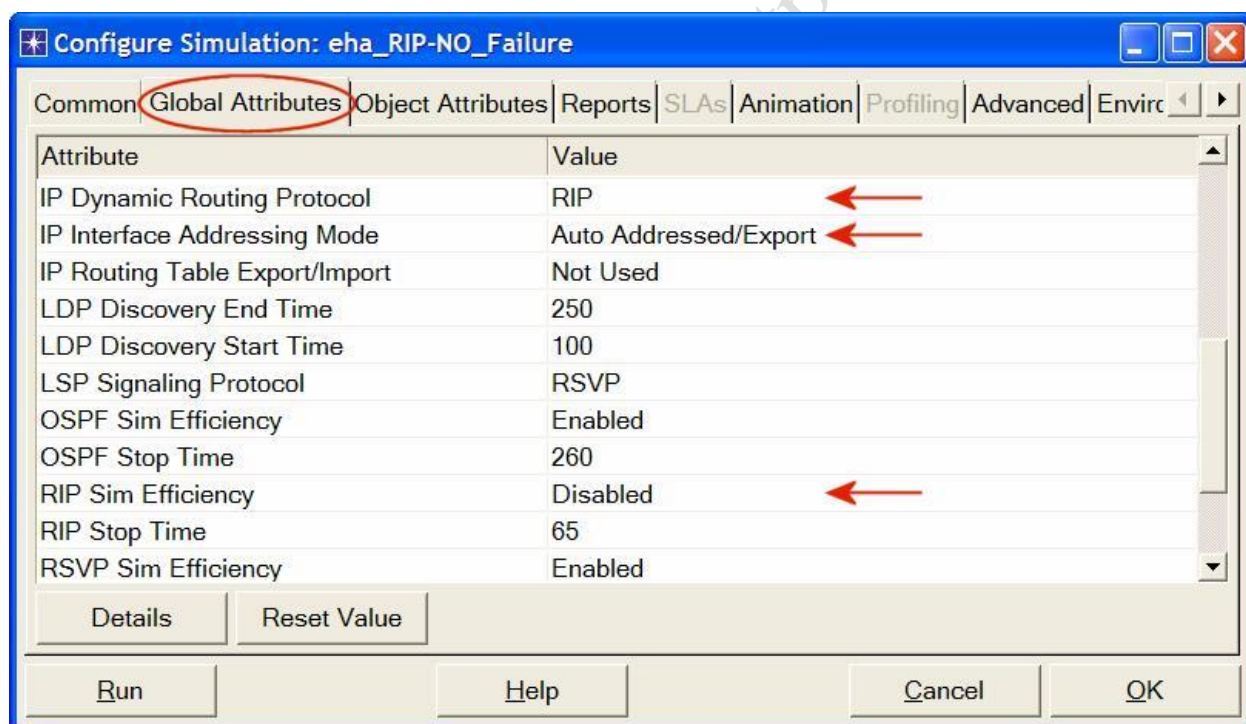 Configure Simulation: eha_RIP-NO_Failure
Common Global Attributes Object Attributes Reports SLAs Animation Profiling Advanced Envirc
Attribute Value
IP Dynamic Routing Protocol RIP
IP Interface Addressing Mode Auto Addressed/Export
IP Routing Table Export/Import Not Used
LDP Discovery End Time 250
LDP Discovery Start Time 100
LSP Signaling Protocol RSVP
OSPF Sim Efficiency Enabled
OSPF Stop Time 260
RIP Sim Efficiency Disabled
RIP Stop Time 65
RSVP Sim Efficiency Enabled
Details Reset Value
Run Help Cancel OK